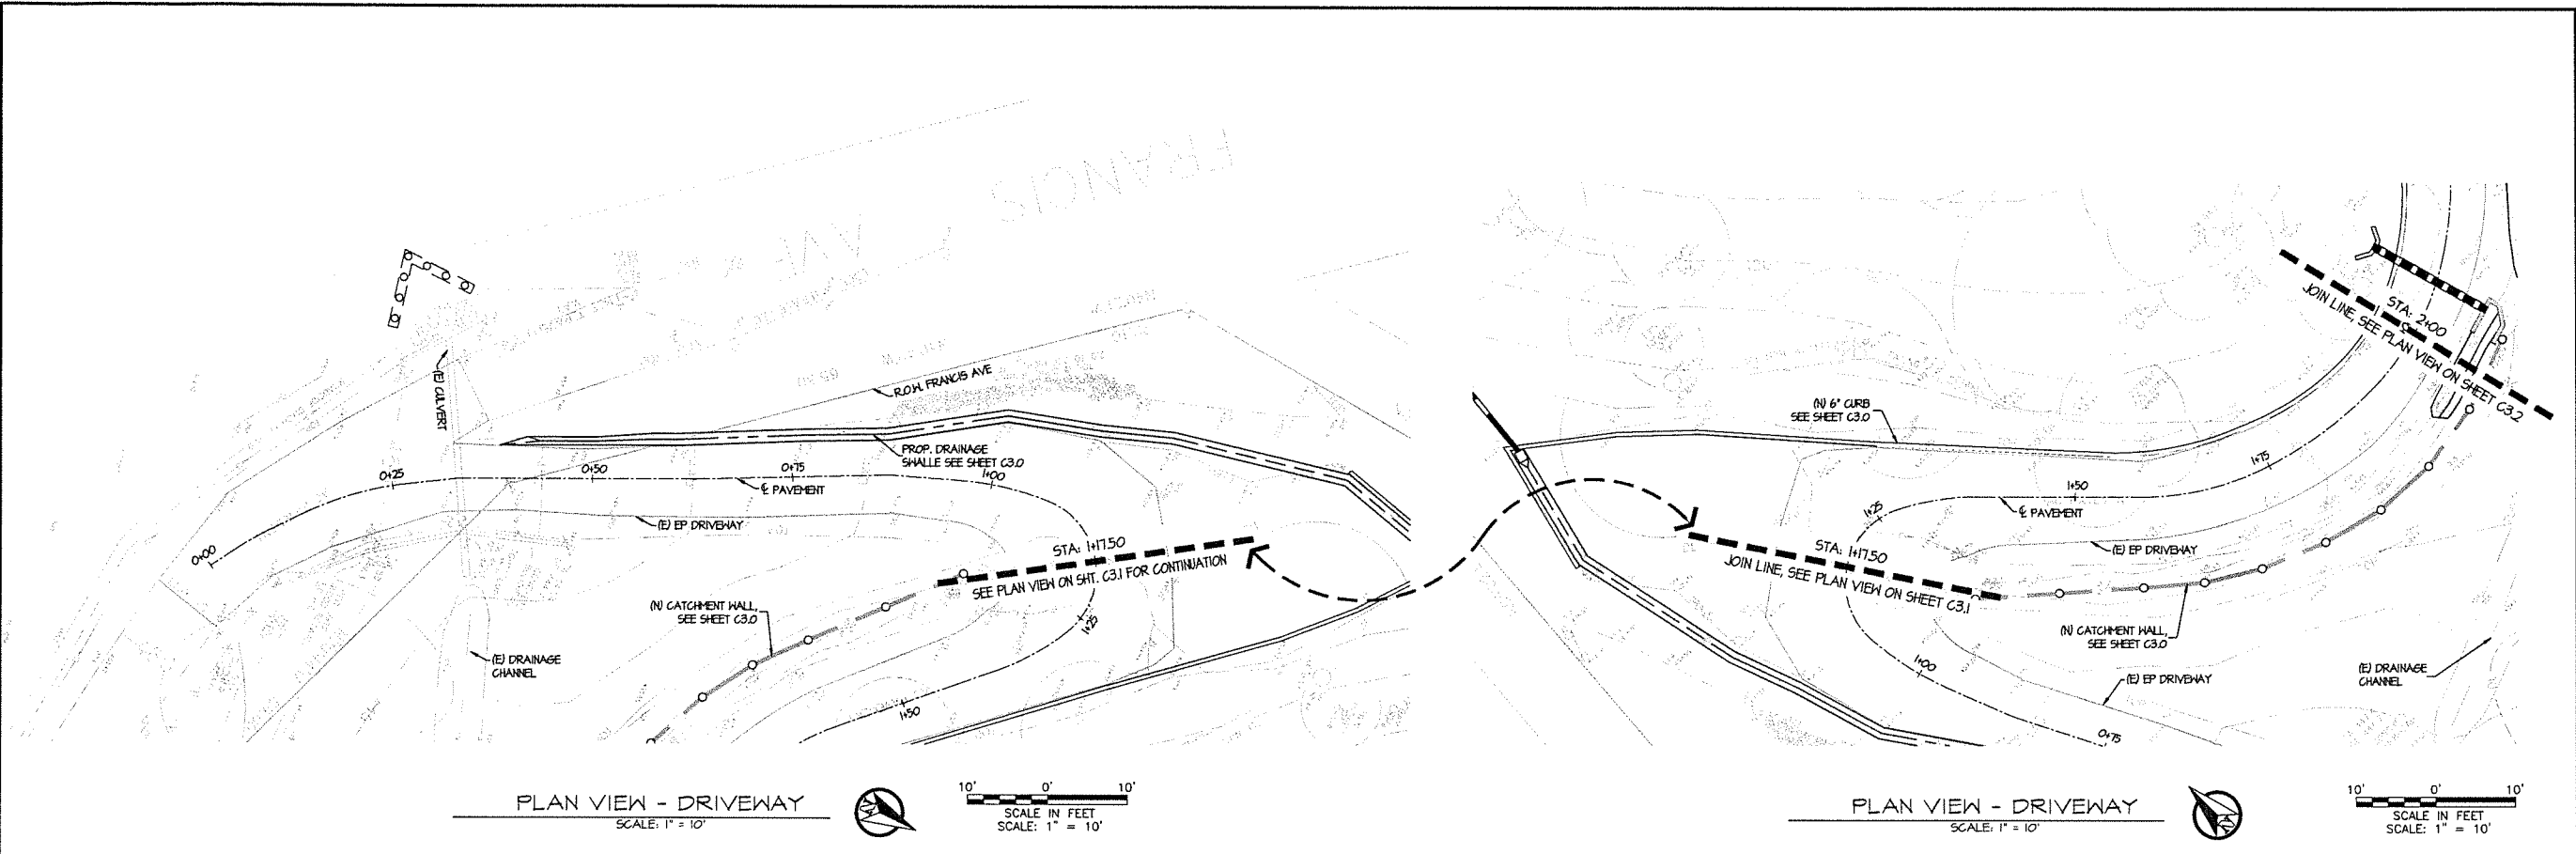 FRANCIS
AVE
(E) CULVERT
R.O.W. FRANCIS AVE
PROP. DRAINAGE
SWALLE SEE SHEET C3.0
0+00
0+25
0+50
0+75
1+00
℄ PAVEMENT
(E) EP DRIVEWAY
STA: 1+17.50
SEE PLAN VIEW ON SHT. C3.1 FOR CONTINUATION
1+25
(N) CATCHMENT WALL,
SEE SHEET C3.0
(E) DRAINAGE
CHANNEL
1+50
PLAN VIEW - DRIVEWAY
SCALE: 1" = 10'
10' 0' 10'
SCALE IN FEET
SCALE: 1" = 10'
STA: 2+00
JOIN LINE, SEE PLAN VIEW ON SHEET C3.2
(N) 6" CURB
SEE SHEET C3.0
1+75
1+50
1+25
℄ PAVEMENT
(E) EP DRIVEWAY
STA: 1+17.50
JOIN LINE, SEE PLAN VIEW ON SHEET C3.1
(N) CATCHMENT WALL,
SEE SHEET C3.0
1+00
(E) EP DRIVEWAY
(E) DRAINAGE
CHANNEL
0+75
PLAN VIEW - DRIVEWAY
SCALE: 1" = 10'
10' 0' 10'
SCALE IN FEET
SCALE: 1" = 10'